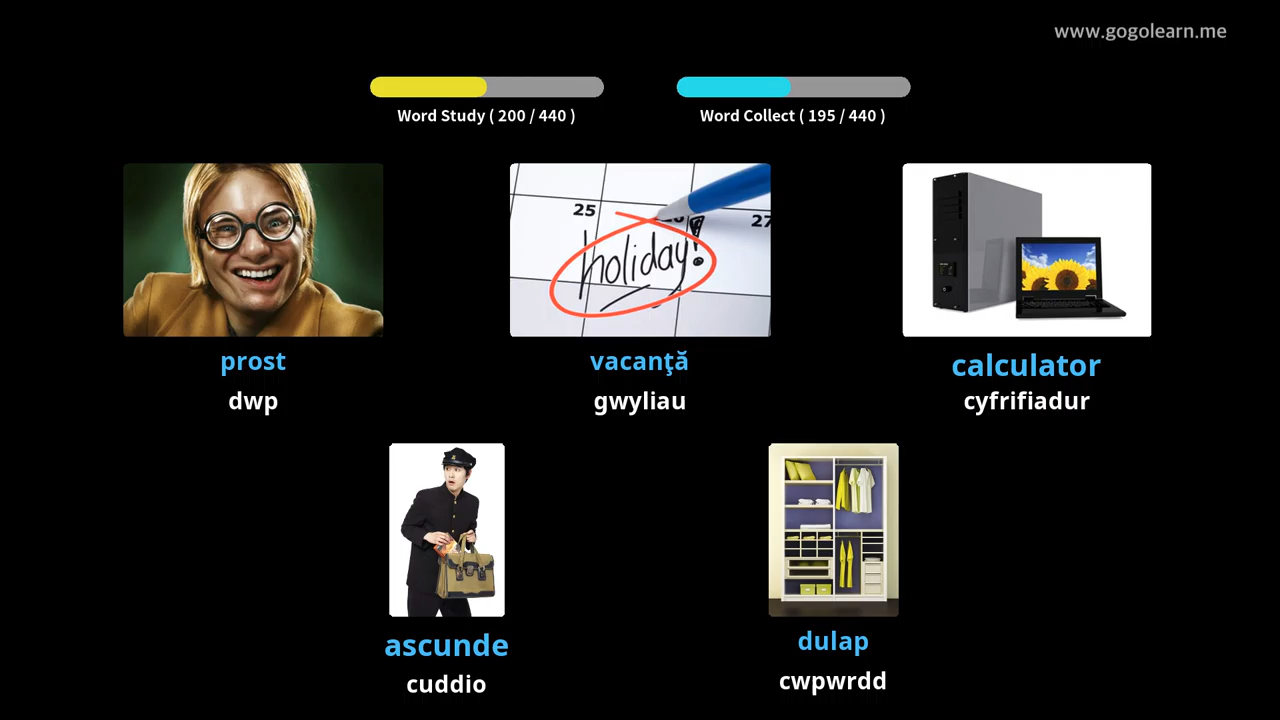 www.gogolearn.me
Word Study ( 200 / 440 )
Word Collect ( 195 / 440 )
25
27
holiday!
prost
vacanţă
calculator
dwp
gwyliau
cyfrifiadur
ascunde
dulap
cuddio
cwpwrdd